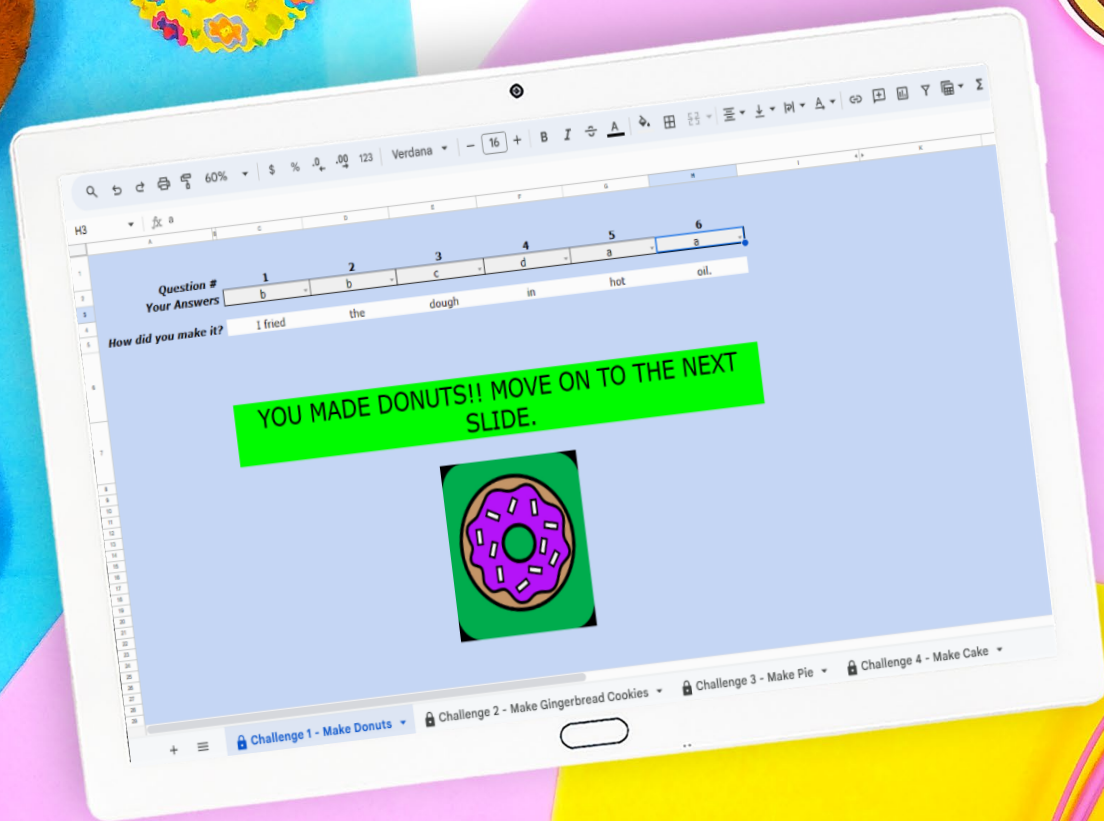 60% $ % .0 .00 123 Verdana 16 B I S A Σ
H3 fx a
Question # 1 2 3 4 5 6
Your Answers b b c d a a
How did you make it? I fried the dough in hot oil.
YOU MADE DONUTS!! MOVE ON TO THE NEXT
SLIDE.
Challenge 1 - Make Donuts Challenge 2 - Make Gingerbread Cookies Challenge 3 - Make Pie Challenge 4 - Make Cake